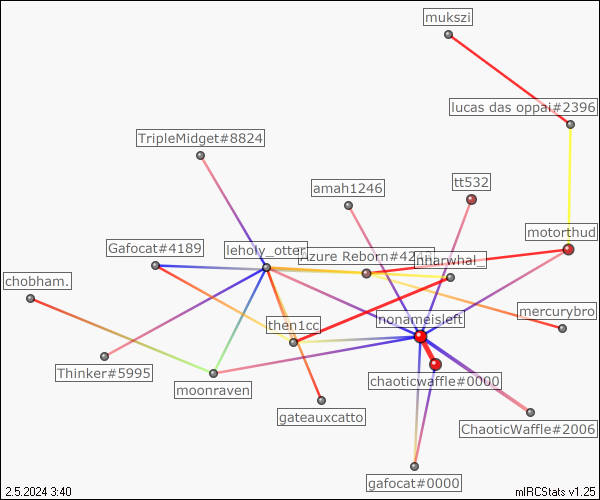 mukszi
lucas das oppai#2396
TripleMidget#8824
amah1246
tt532
motorthud
Gafocat#4189
leholy_otter
Azure Reborn#42
nharwhal_
chobham.
mercurybro
then1cc
nonameisleft
Thinker#5995
moonraven
chaoticwaffle#0000
gateauxcatto
ChaoticWaffle#2006
gafocat#0000
2.5.2024 3:40
mIRCStats v1.25